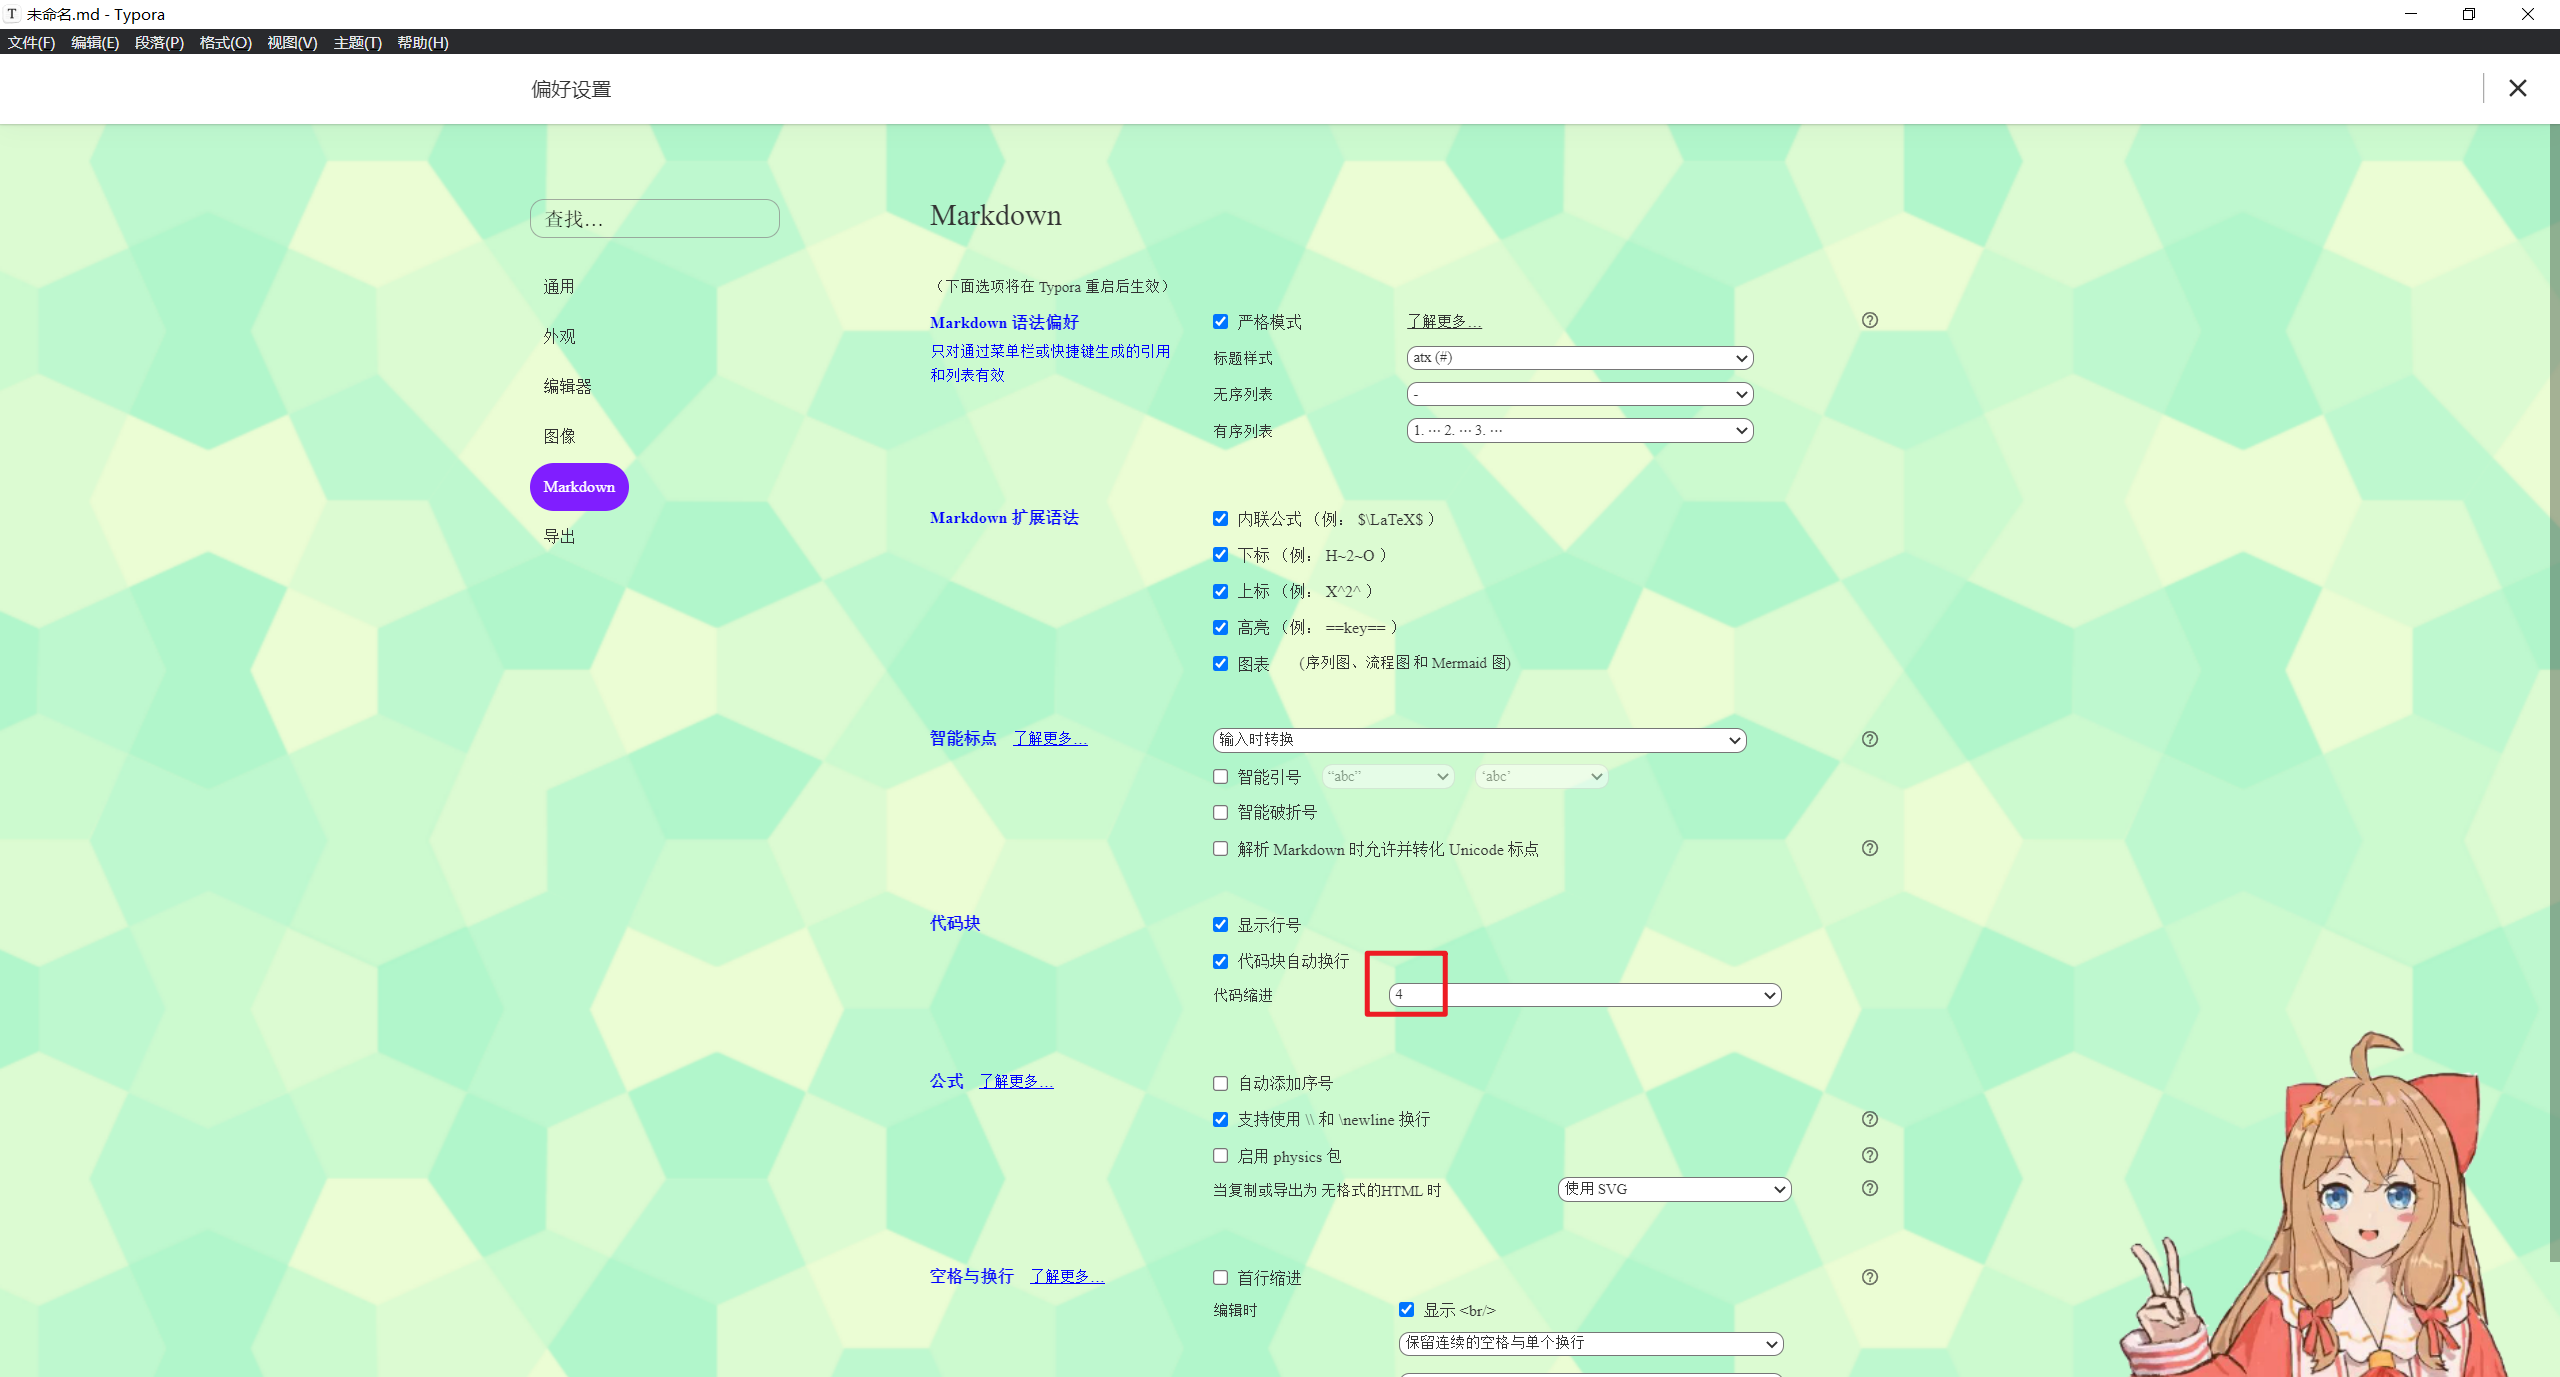 未命名.md - Typora
文件(F) 编辑(E) 段落(P) 格式(O) 视图(V) 主题(T) 帮助(H)
偏好设置
查找...
通用
外观
编辑器
图像
Markdown
导出
Markdown
（下面选项将在 Typora 重启后生效）
Markdown 语法偏好
只对通过菜单栏或快捷键生成的引用
和列表有效
严格模式 了解更多...
标题样式 atx (#)
无序列表 -
有序列表 1. ··· 2. ··· 3. ···
Markdown 扩展语法
内联公式 （例： $\LaTeX$ ）
下标 （例： H~2~O ）
上标 （例： X^2^ ）
高亮 （例： ==key== ）
图表 (序列图、流程图 和 Mermaid 图)
智能标点 了解更多...
输入时转换
智能引号 “abc” ‘abc’
智能破折号
解析 Markdown 时允许并转化 Unicode 标点
代码块
显示行号
代码块自动换行
代码缩进 4
公式 了解更多...
自动添加序号
支持使用 \\ 和 \newline 换行
启用 physics 包
当复制或导出为 无格式的HTML 时 使用 SVG
空格与换行 了解更多...
首行缩进
编辑时 显示 <br/>
保留连续的空格与单个换行